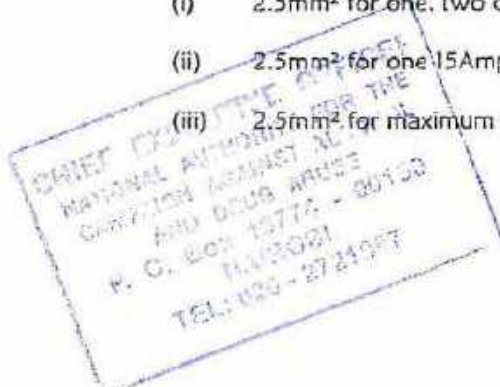 (i) 2.5mm² for one, two
(ii) 2.5mm² for one 15Amp
(iii) 2.5mm² for maximum
CHIEF EXECUTIVE OFFICER
NATIONAL AUTHORITY FOR THE
CAMPAIGN AGAINST
AND DRUG ABUSE
P. O. BOX 10774 - 00100
NAIROBI
TEL: 020 - 2721997